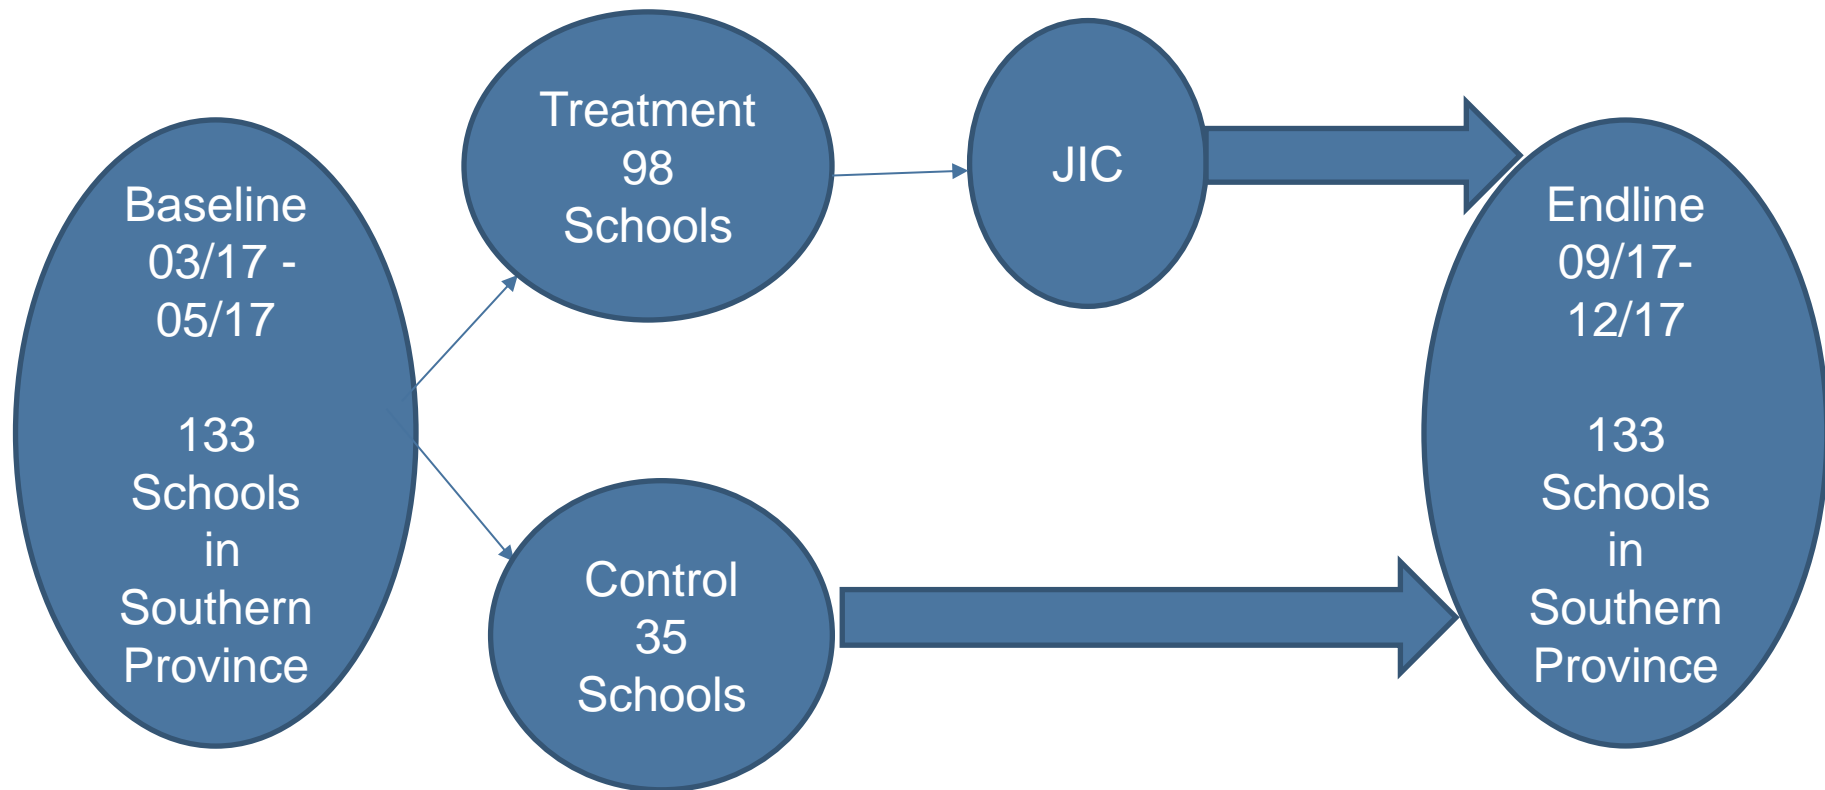 Baseline
03/17 -
05/17
133
Schools
in
Southern
Province
Treatment
98
Schools
JIC
Control
35
Schools
Endline
09/17-
12/17
133
Schools
in
Southern
Province